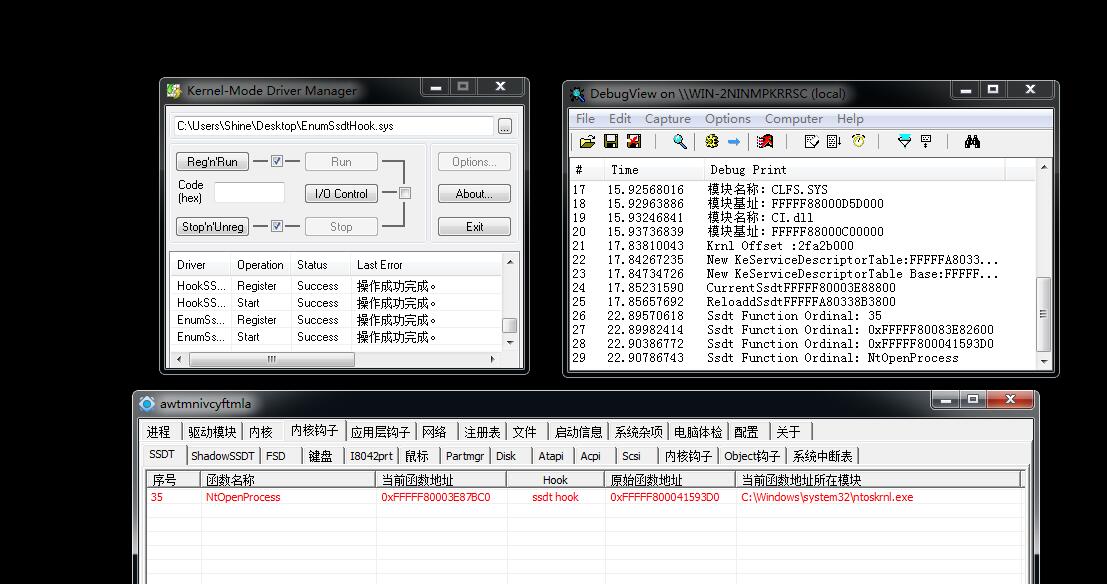 Kernel-Mode Driver Manager
C:\Users\Shine\Desktop\EnumSsdtHook.sys
...
Reg'n'Run
Run
Options...
Code
(hex)
I/O Control
About...
Stop'n'Unreg
Stop
Exit
Driver Operation Status Last Error
HookSS... Register Success 操作成功完成。
HookSS... Start Success 操作成功完成。
EnumSs... Register Success 操作成功完成。
EnumSs... Start Success 操作成功完成。
DebugView on \\WIN-2NINMPKRRSC (local)
File Edit Capture Options Computer Help
# Time Debug Print
17 15.92568016 模块名称: CLFS.SYS
18 15.92963886 模块基址: FFFFF88000D5D000
19 15.93246841 模块名称: CI.dll
20 15.93736839 模块基址: FFFFF88000C00000
21 17.83810043 Krnl Offset :2fa2b000
22 17.84267235 New KeServiceDescriptorTable:FFFFFA8033...
23 17.84734726 New KeServiceDescriptorTable Base:FFFFF...
24 17.85231590 CurrentSsdtFFFFF80003E88800
25 17.85657692 ReloaddSsdtFFFFFA80338B3800
26 22.89570618 Ssdt Function Ordinal: 35
27 22.89982414 Ssdt Function Ordinal: 0xFFFFF80083E82600
28 22.90386772 Ssdt Function Ordinal: 0xFFFFF800041593D0
29 22.90786743 Ssdt Function Ordinal: NtOpenProcess
awtmnivcyftmla
进程 驱动模块 内核 内核钩子 应用层钩子 网络 注册表 文件 启动信息 系统杂项 电脑体检 配置 关于
SSDT ShadowSSDT FSD 键盘 I8042prt 鼠标 Partmgr Disk Atapi Acpi Scsi 内核钩子 Object钩子 系统中断表
序号 函数名称 当前函数地址 Hook 原始函数地址 当前函数地址所在模块
35 NtOpenProcess 0xFFFFF80003E87BC0 ssdt hook 0xFFFFF800041593D0 C:\Windows\system32\ntoskrnl.exe